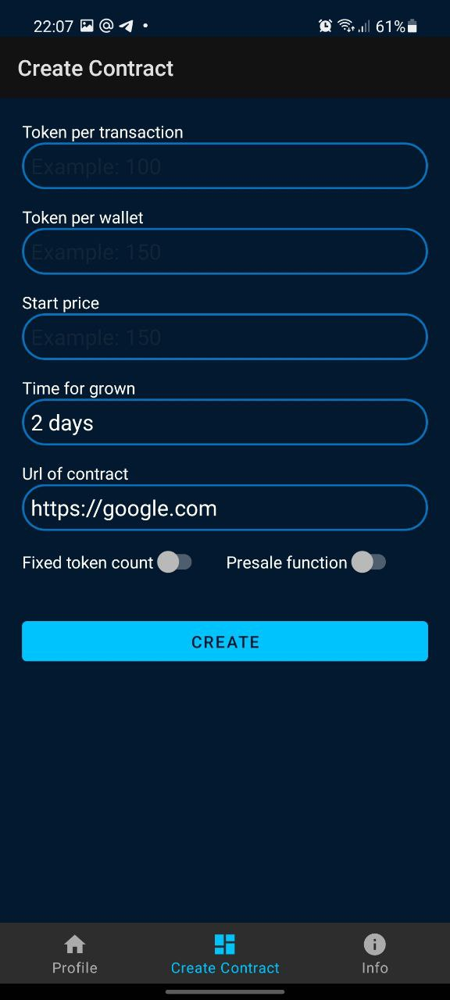 22:07 61%
Create Contract
Token per transaction
Example: 100
Token per wallet
Example: 150
Start price
Example: 150
Time for grown
2 days
Url of contract
https://google.com
Fixed token count Presale function
CREATE
Profile Create Contract Info